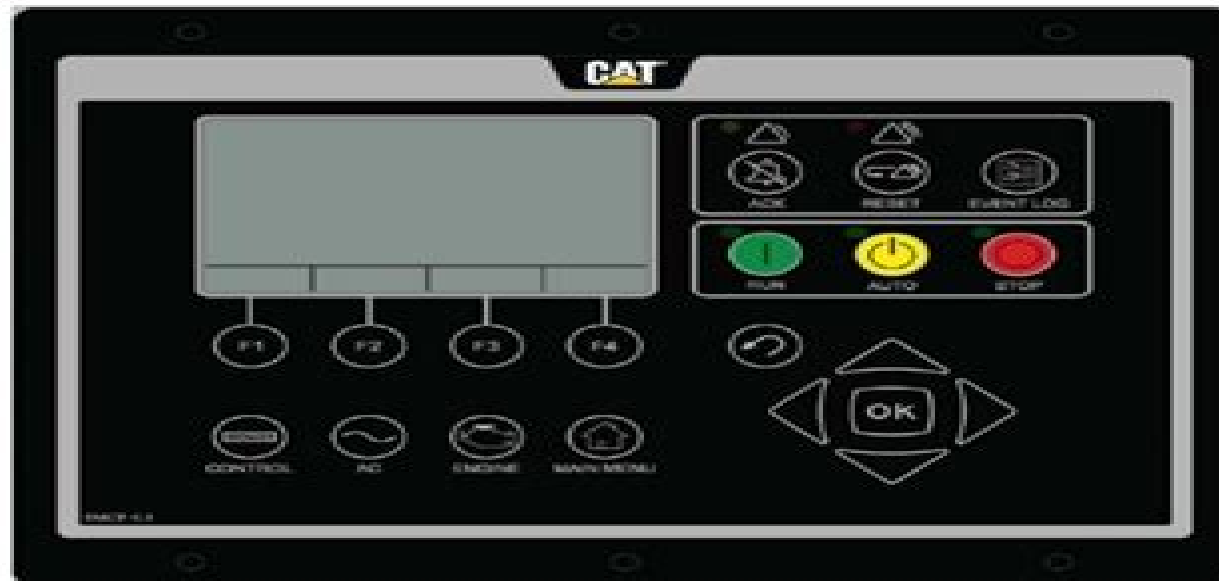 CAT
ACK RESET EVENT LOG
RUN AUTO STOP
F1 F2 F3 F4
OK
CONTROL AC ENGINE MAIN MENU